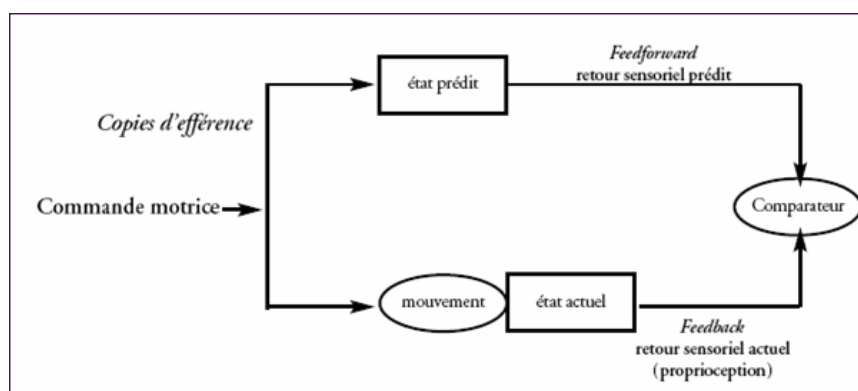 Feedforward
retour sensoriel prédit
état prédit
Copies d'efférence
Commande motrice
Comparateur
mouvement
état actuel
Feedback
retour sensoriel actuel
(proprioception)